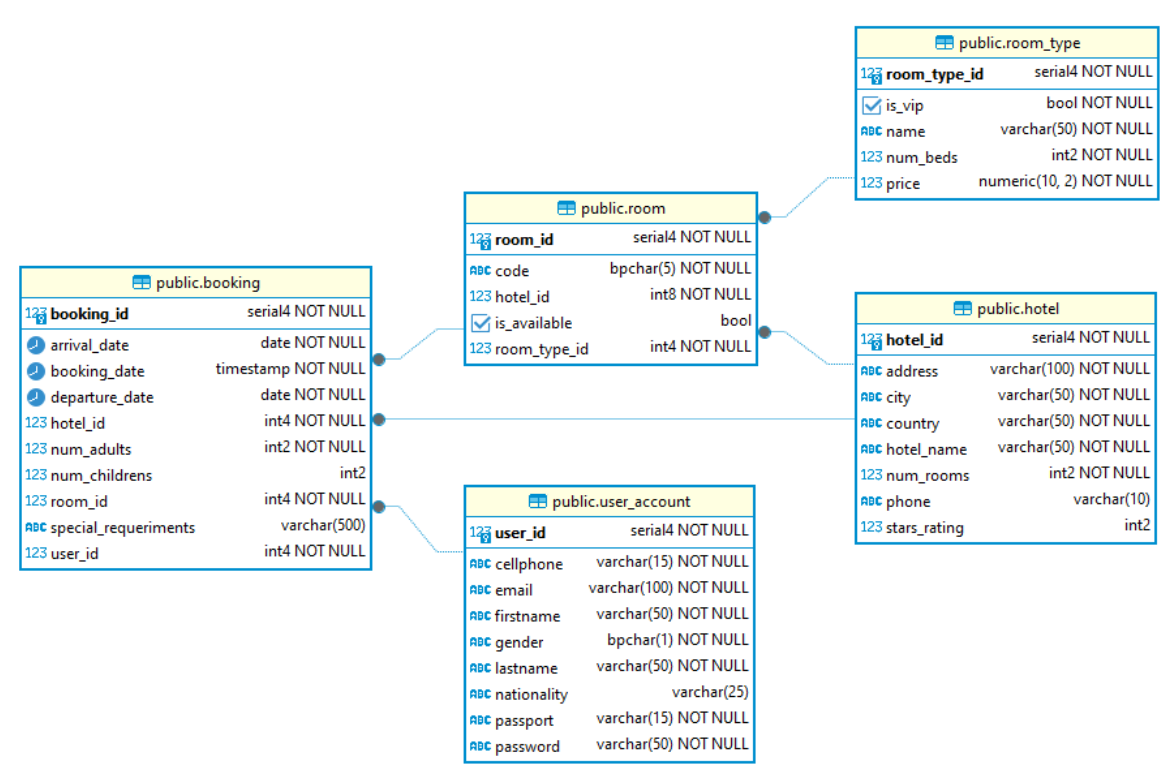 public.room_type
123 room_type_id serial4 NOT NULL
is_vip bool NOT NULL
ABC name varchar(50) NOT NULL
123 num_beds int2 NOT NULL
123 price numeric(10, 2) NOT NULL
public.room
123 room_id serial4 NOT NULL
ABC code bpchar(5) NOT NULL
123 hotel_id int8 NOT NULL
is_available bool
123 room_type_id int4 NOT NULL
public.booking
123 booking_id serial4 NOT NULL
arrival_date date NOT NULL
booking_date timestamp NOT NULL
departure_date date NOT NULL
123 hotel_id int4 NOT NULL
123 num_adults int2 NOT NULL
123 num_childrens int2
123 room_id int4 NOT NULL
ABC special_requeriments varchar(500)
123 user_id int4 NOT NULL
public.hotel
123 hotel_id serial4 NOT NULL
ABC address varchar(100) NOT NULL
ABC city varchar(50) NOT NULL
ABC country varchar(50) NOT NULL
ABC hotel_name varchar(50) NOT NULL
123 num_rooms int2 NOT NULL
ABC phone varchar(10)
123 stars_rating int2
public.user_account
123 user_id serial4 NOT NULL
ABC cellphone varchar(15) NOT NULL
ABC email varchar(100) NOT NULL
ABC firstname varchar(50) NOT NULL
ABC gender bpchar(1) NOT NULL
ABC lastname varchar(50) NOT NULL
ABC nationality varchar(25)
ABC passport varchar(15) NOT NULL
ABC password varchar(50) NOT NULL